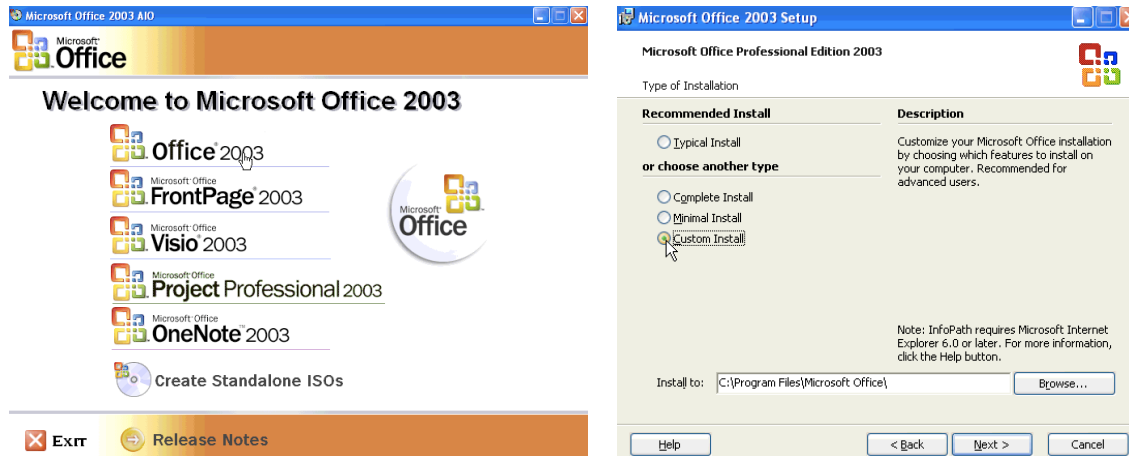 Microsoft Office 2003 AIO
Microsoft
Office
Welcome to Microsoft Office 2003
Office 2003
Microsoft Office
FrontPage 2003
Microsoft Office
Visio 2003
Microsoft Office
Project Professional 2003
Microsoft Office
OneNote 2003
Microsoft
Office
Create Standalone ISOs
Exit
Release Notes
Microsoft Office 2003 Setup
Microsoft Office Professional Edition 2003
Type of Installation
Recommended Install
Typical Install
or choose another type
Complete Install
Minimal Install
Custom Install
Description
Customize your Microsoft Office installation
by choosing which features to install on
your computer. Recommended for
advanced users.
Note: InfoPath requires Microsoft Internet
Explorer 6.0 or later. For more information,
click the Help button.
Install to: C:\Program Files\Microsoft Office\ Browse...
Help < Back Next > Cancel